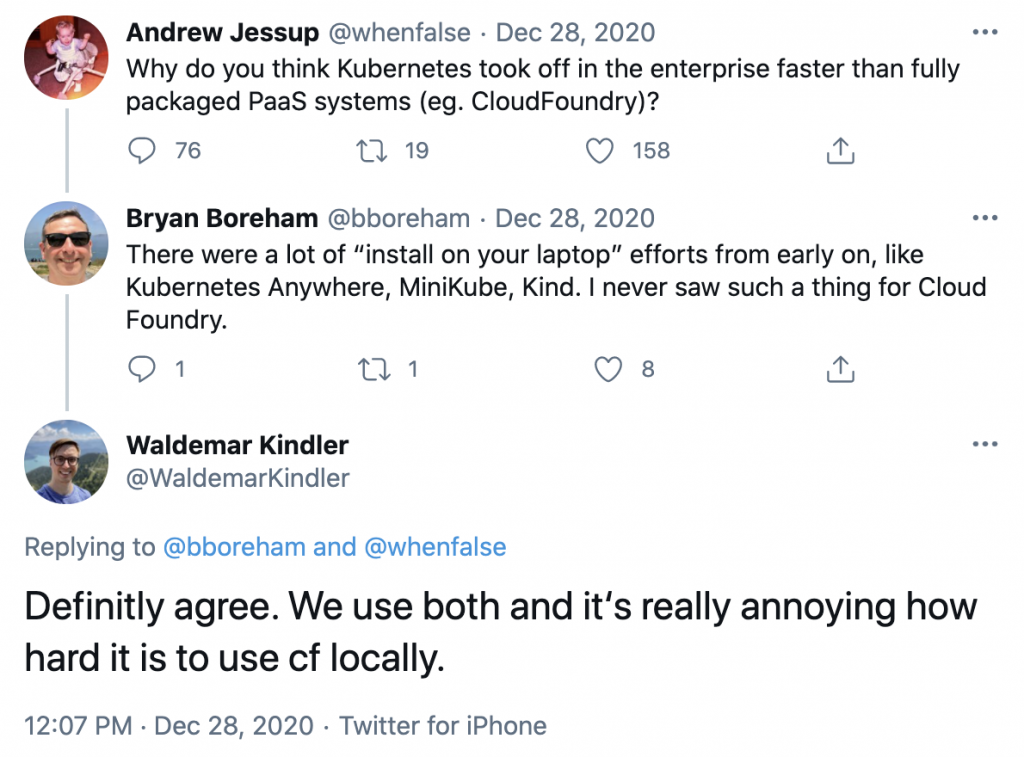 Andrew Jessup @whenfalse · Dec 28, 2020
Why do you think Kubernetes took off in the enterprise faster than fully
packaged PaaS systems (eg. CloudFoundry)?
76 19 158
Bryan Boreham @bboreham · Dec 28, 2020
There were a lot of “install on your laptop” efforts from early on, like
Kubernetes Anywhere, MiniKube, Kind. I never saw such a thing for Cloud
Foundry.
1 1 8
Waldemar Kindler
@WaldemarKindler
Replying to @bboreham and @whenfalse
Definitly agree. We use both and it‘s really annoying how
hard it is to use cf locally.
12:07 PM · Dec 28, 2020 · Twitter for iPhone